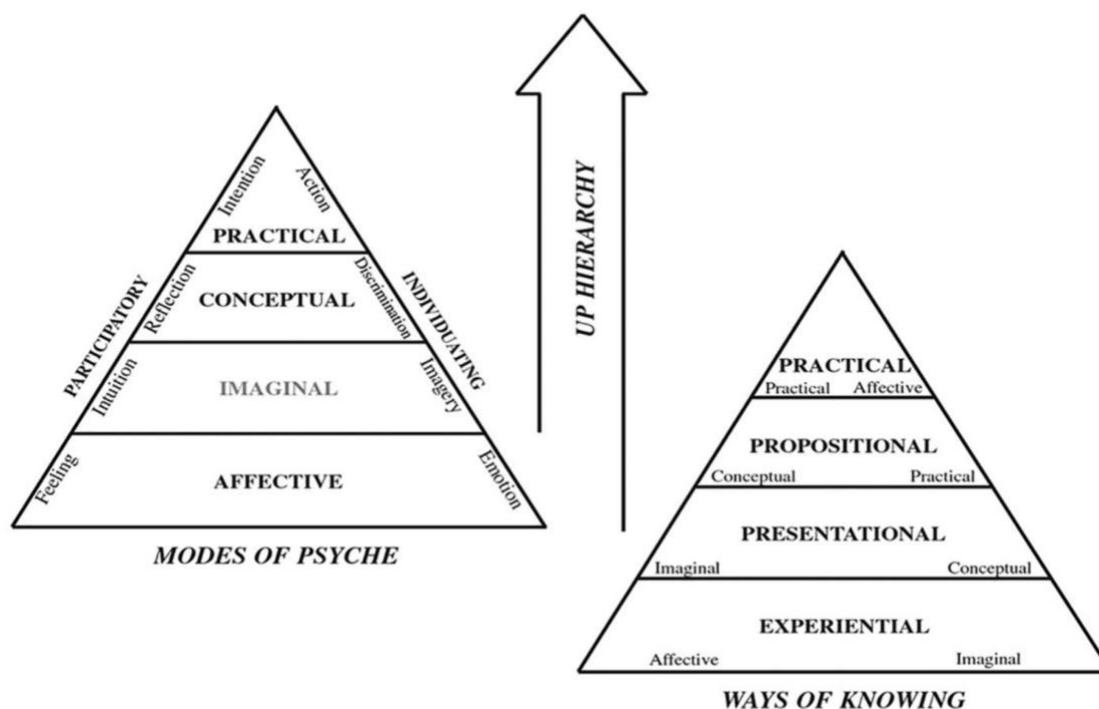 Intention
Action
PRACTICAL
PARTICIPATORY
Reflection
CONCEPTUAL
Discrimination
INDIVIDUATING
Intuition
IMAGINAL
Imagery
Feeling
AFFECTIVE
Emotion
MODES OF PSYCHE
UP HIERARCHY
PRACTICAL
Practical Affective
PROPOSITIONAL
Conceptual Practical
PRESENTATIONAL
Imaginal Conceptual
EXPERIENTIAL
Affective Imaginal
WAYS OF KNOWING